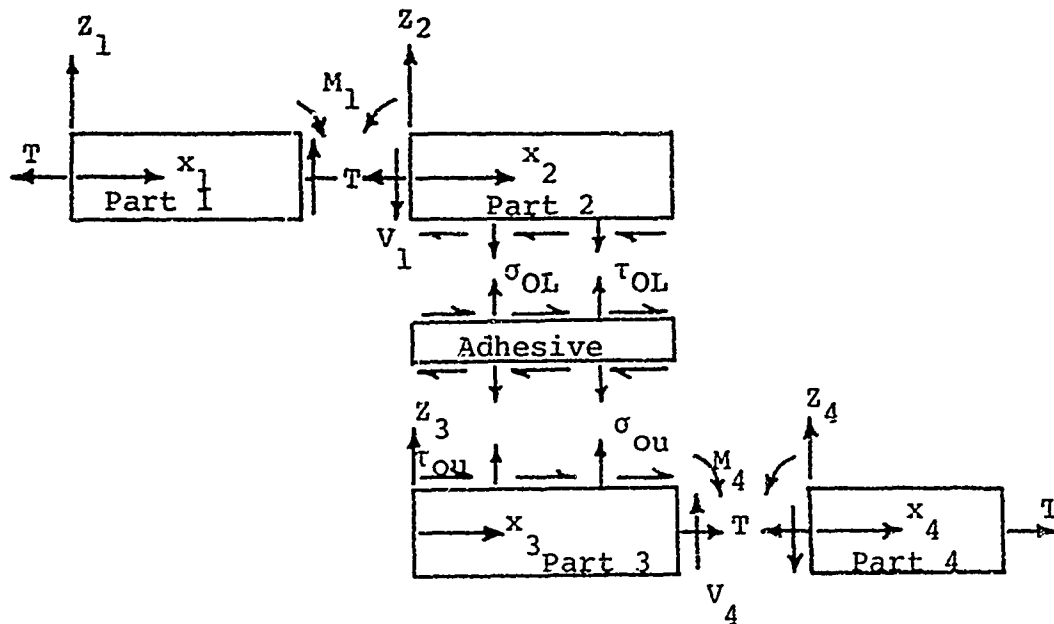 Z1 Z2
M1
T x1 T x2
Part 1 Part 2
V1
σOL τOL
Adhesive
Z3 σou Z4
τou M4
x3 T x4 T
Part 3 Part 4
V4